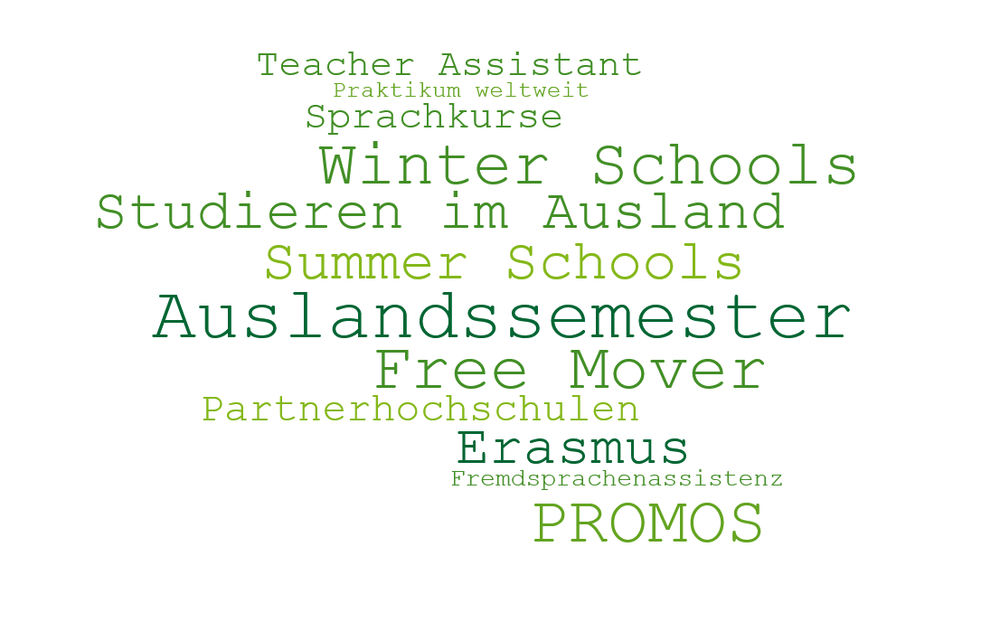 Teacher Assistant
Praktikum weltweit
Sprachkurse
Winter Schools
Studieren im Ausland
Summer Schools
Auslandssemester
Free Mover
Partnerhochschulen
Erasmus
Fremdsprachenassistenz
PROMOS